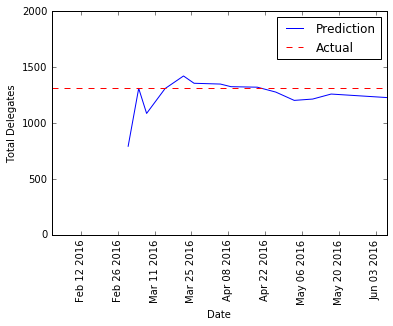 2000
1500
1000
500
0
Total Delegates
Prediction
Actual
Feb 12 2016
Feb 26 2016
Mar 11 2016
Mar 25 2016
Apr 08 2016
Apr 22 2016
May 06 2016
May 20 2016
Jun 03 2016
Date